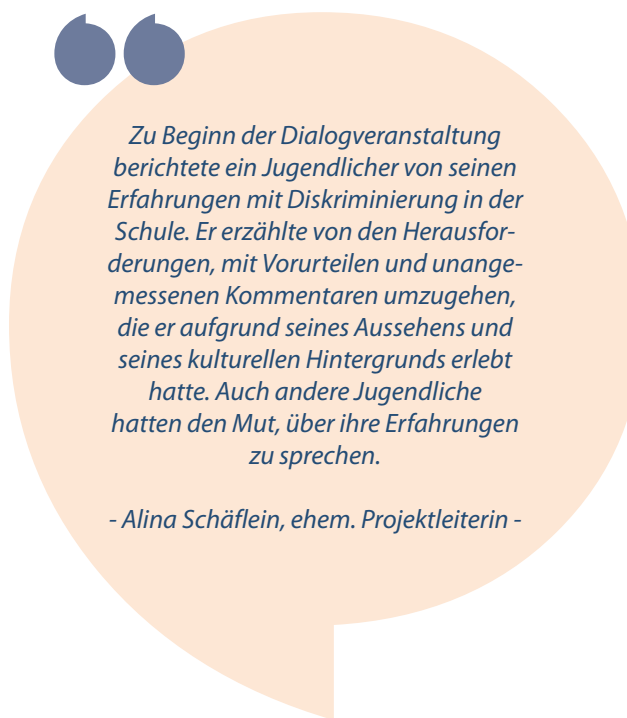 Zu Beginn der Dialogveranstaltung
berichtete ein Jugendlicher von seinen
Erfahrungen mit Diskriminierung in der
Schule. Er erzählte von den Herausfor-
derungen, mit Vorurteilen und unange-
messenen Kommentaren umzugehen,
die er aufgrund seines Aussehens und
seines kulturellen Hintergrunds erlebt
hatte. Auch andere Jugendliche
hatten den Mut, über ihre Erfahrungen
zu sprechen.
- Alina Schäflein, ehem. Projektleiterin -